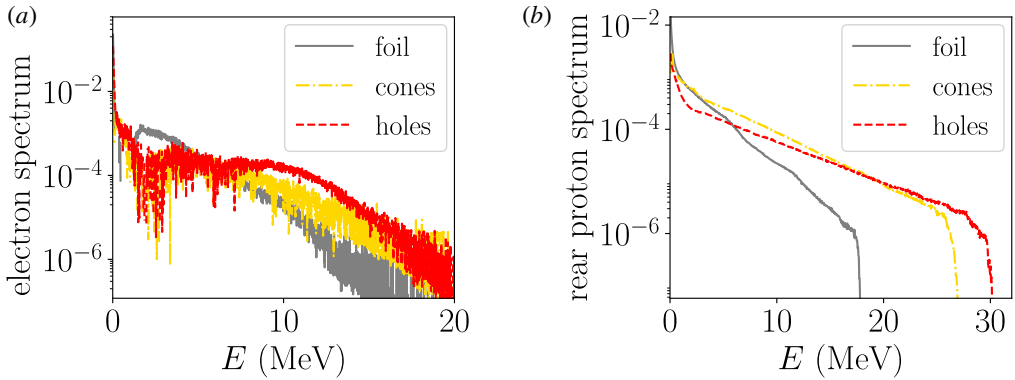 (a)
electron spectrum
10⁻²
10⁻⁴
10⁻⁶
foil
cones
holes
0
10
20
E (MeV)
(b)
rear proton spectrum
10⁻²
10⁻⁴
10⁻⁶
foil
cones
holes
0
10
20
30
E (MeV)